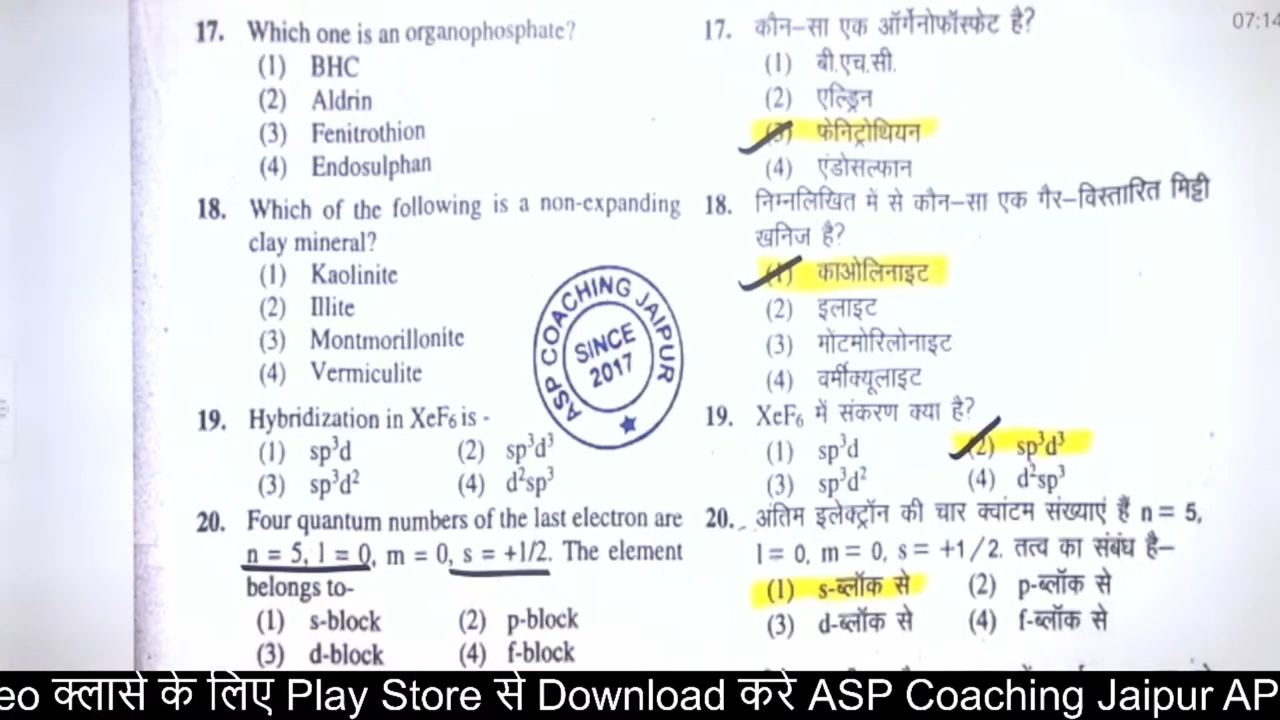 07:14
17. Which one is an organophosphate?
(1) BHC
(2) Aldrin
(3) Fenitrothion
(4) Endosulphan
18. Which of the following is a non-expanding
clay mineral?
(1) Kaolinite
(2) Illite
(3) Montmorillonite
(4) Vermiculite
19. Hybridization in XeF₆ is -
(1) sp³d (2) sp³d³
(3) sp³d² (4) d²sp³
20. Four quantum numbers of the last electron are
n = 5, l = 0, m = 0, s = +1/2. The element
belongs to-
(1) s-block (2) p-block
(3) d-block (4) f-block
ASP COACHING JAIPUR
SINCE
2017
17. कौन-सा एक ऑर्गेनोफॉस्फेट है?
(1) बी.एच.सी.
(2) एल्ड्रिन
(3) फेनिट्रोथियन
(4) एंडोसल्फान
18. निम्नलिखित में से कौन-सा एक गैर-विस्तारित मिट्टी
खनिज है?
(1) काओलिनाइट
(2) इलाइट
(3) मोंटमोरिलोनाइट
(4) वर्मीक्यूलाइट
19. XeF₆ में संकरण क्या है?
(1) sp³d (2) sp³d³
(3) sp³d² (4) d²sp³
20. अंतिम इलेक्ट्रॉन की चार क्वांटम संख्याएं हैं n = 5,
l = 0, m = 0, s = +1/2. तत्व का संबंध है–
(1) s-ब्लॉक से (2) p-ब्लॉक से
(3) d-ब्लॉक से (4) f-ब्लॉक से
eo क्लासे के लिए Play Store से Download करे ASP Coaching Jaipur AP